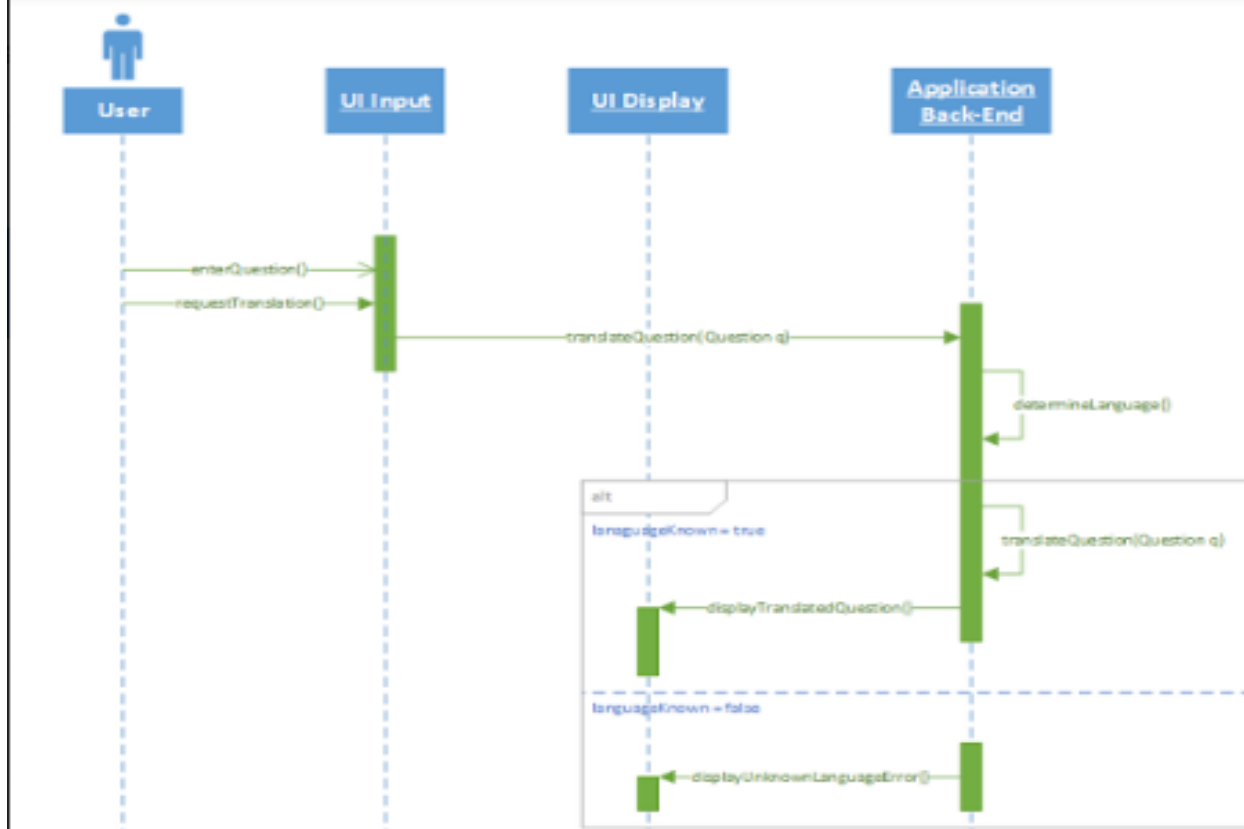 User
UI Input
UI Display
Application
Back-End
enterQuestion()
requestTranslation()
translateQuestion(Question q)
determineLanguage()
alt
lanaguageKnown = true
translateQuestion(Question q)
displayTranslatedQuestion()
languageKnown = false
displayUnknownLanguageError()